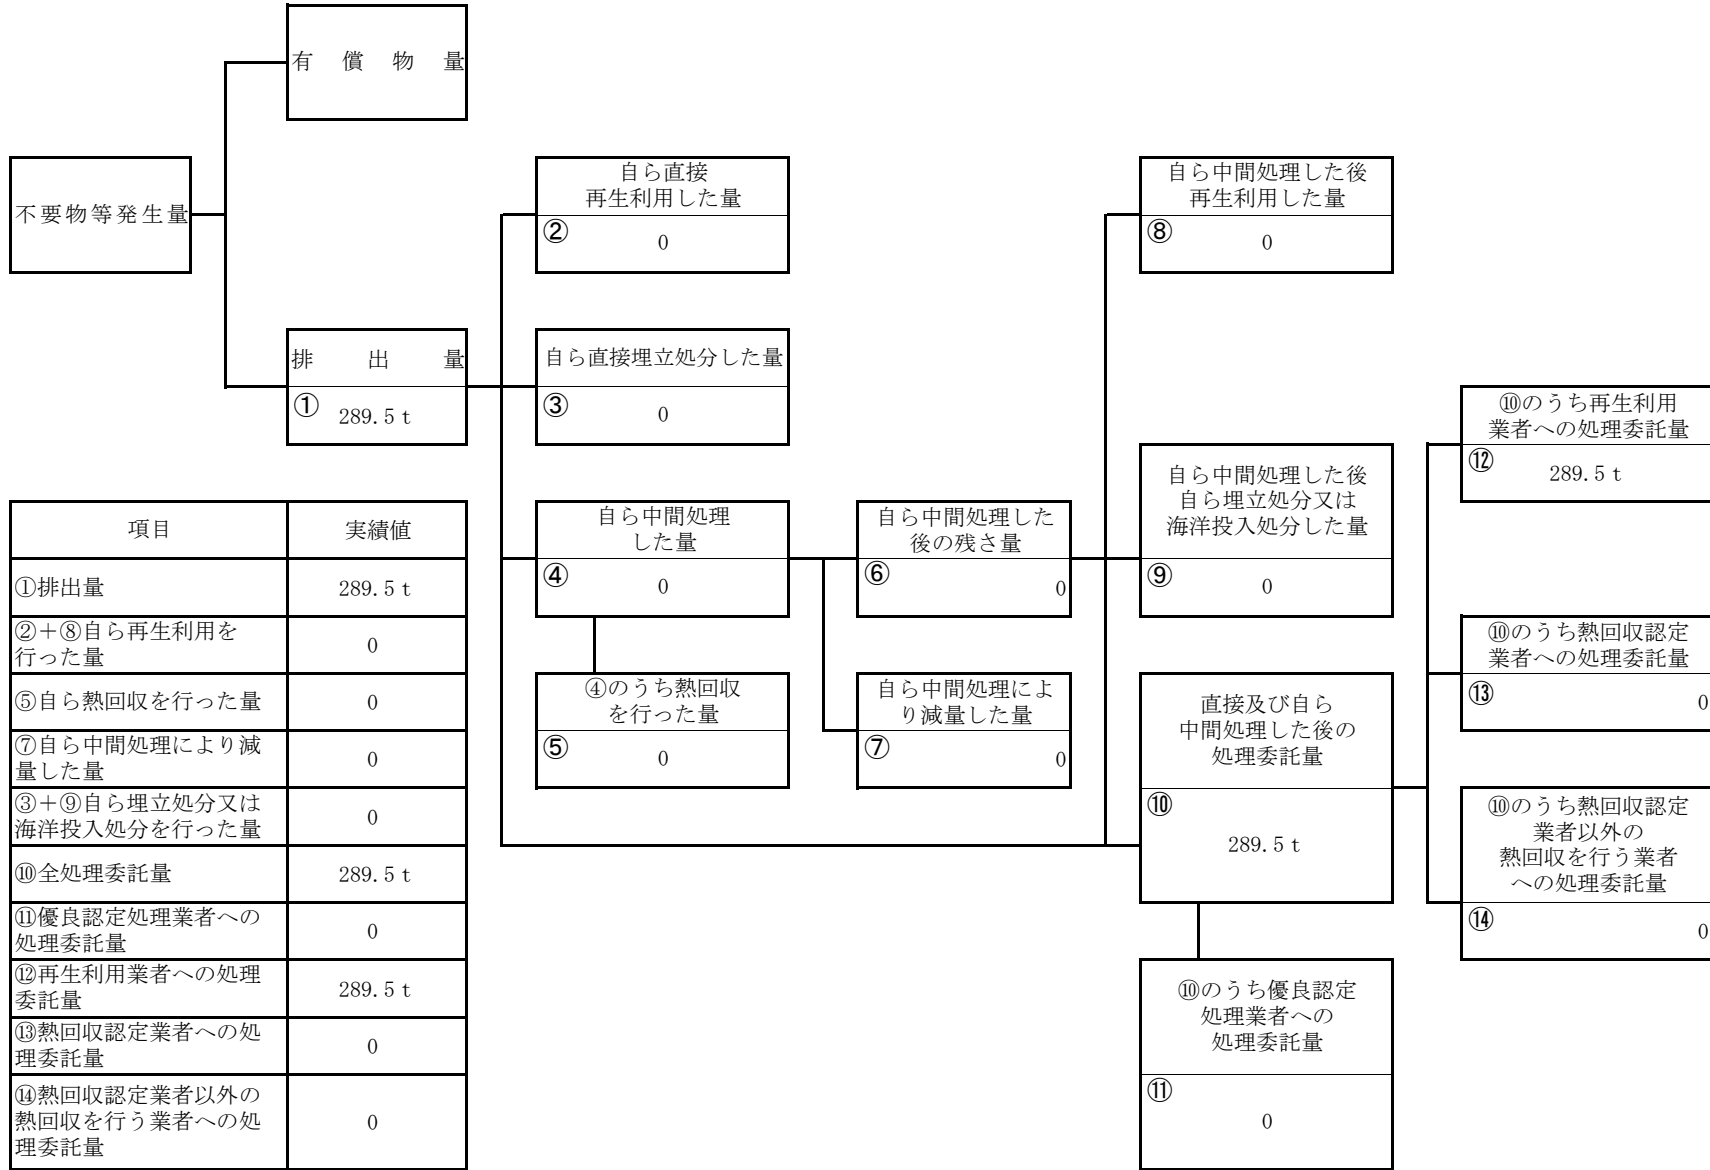 有償物量
不要物等発生量
自ら直接
再生利用した量
②
0
自ら中間処理した後
再生利用した量
⑧
0
排出量
①
289.5 t
自ら直接埋立処分した量
③
0
⑩のうち再生利用
業者への処理委託量
⑫
289.5 t
自ら中間処理した後
自ら埋立処分又は
海洋投入処分した量
⑨
0
自ら中間処理
した量
④
0
自ら中間処理した
後の残さ量
⑥
0
⑩のうち熱回収認定
業者への処理委託量
⑬
0
④のうち熱回収
を行った量
⑤
0
自ら中間処理によ
り減量した量
⑦
0
直接及び自ら
中間処理した後の
処理委託量
⑩
289.5 t
⑩のうち熱回収認定
業者以外の
熱回収を行う業者
への処理委託量
⑭
0
⑩のうち優良認定
処理業者への
処理委託量
⑪
0
項目 実績値
①排出量 289.5 t
②＋⑧自ら再生利用を
行った量 0
⑤自ら熱回収を行った量 0
⑦自ら中間処理により減
量した量 0
③＋⑨自ら埋立処分又は
海洋投入処分を行った量 0
⑩全処理委託量 289.5 t
⑪優良認定処理業者への
処理委託量 0
⑫再生利用業者への処理
委託量 289.5 t
⑬熱回収認定業者への処
理委託量 0
⑭熱回収認定業者以外の
熱回収を行う業者への処
理委託量 0